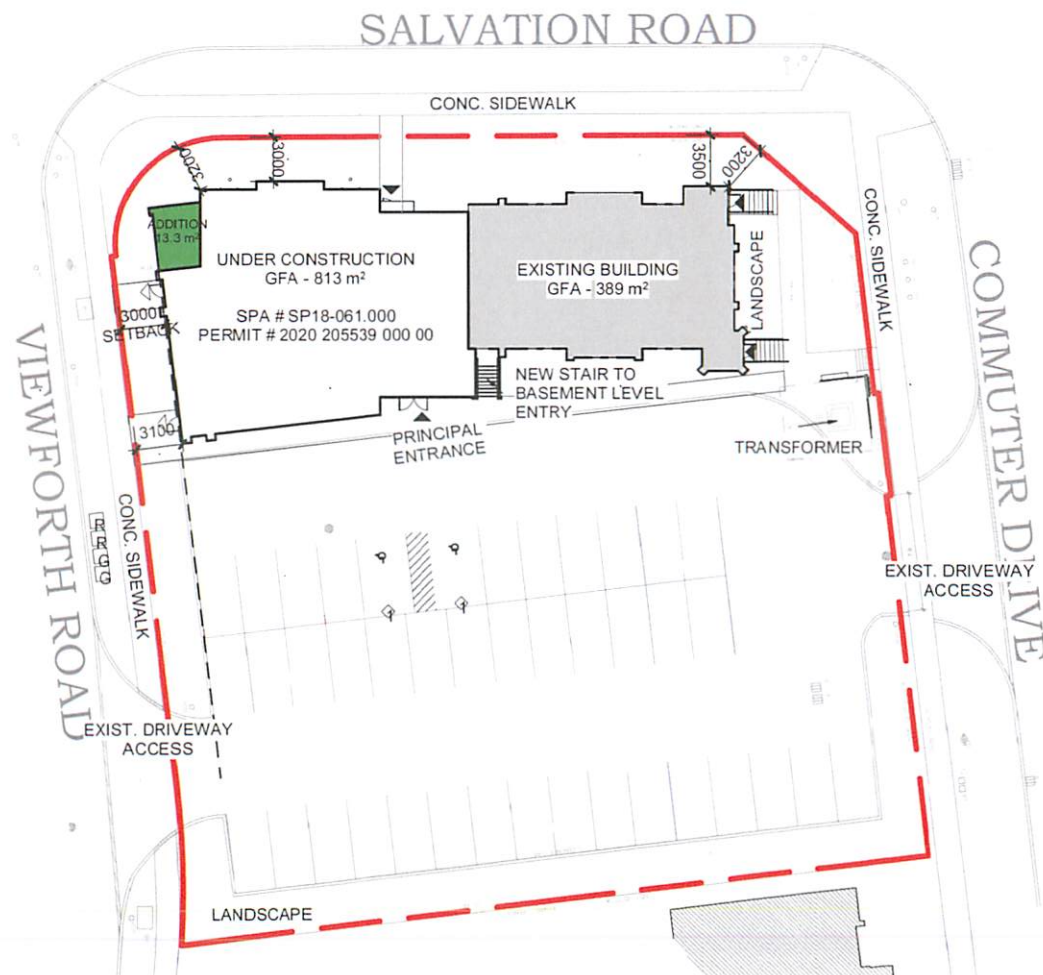 SALVATION ROAD
CONC. SIDEWALK
3200
3000
3500
3200
ADDITION
13.3 m²
UNDER CONSTRUCTION
GFA - 813 m²
SPA # SP18-061.000
PERMIT # 2020 205539 000 00
EXISTING BUILDING
GFA - 389 m²
LANDSCAPE
CONC. SIDEWALK
3000
SETBACK
3100
NEW STAIR TO
BASEMENT LEVEL
ENTRY
PRINCIPAL
ENTRANCE
TRANSFORMER
VIEWFORTH ROAD
COMMUTER DRIVE
CONC. SIDEWALK
R
R
G
G
EXIST. DRIVEWAY
ACCESS
EXIST. DRIVEWAY
ACCESS
LANDSCAPE